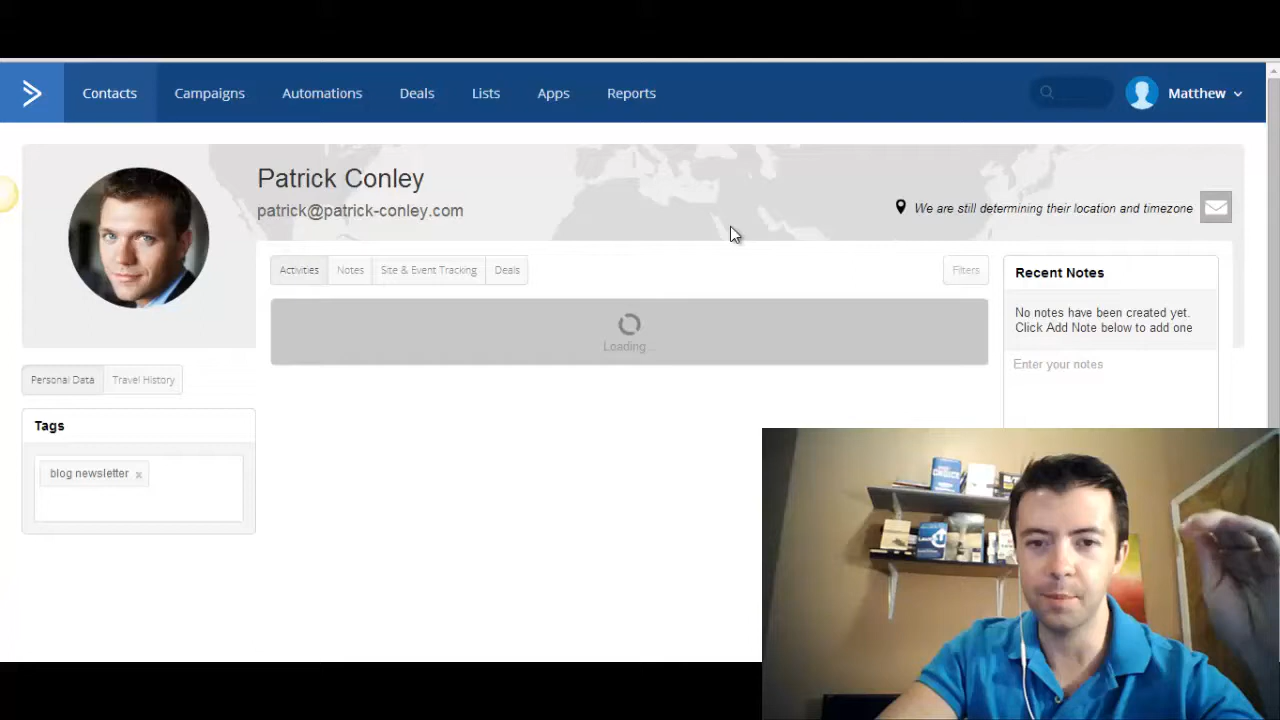 Contacts Campaigns Automations Deals Lists Apps Reports Matthew
Patrick Conley
patrick@patrick-conley.com
We are still determining their location and timezone
Activities Notes Site & Event Tracking Deals Filters
Recent Notes
Loading...
No notes have been created yet.
Click Add Note below to add one
Enter your notes
Personal Data Travel History
Tags
blog newsletter x